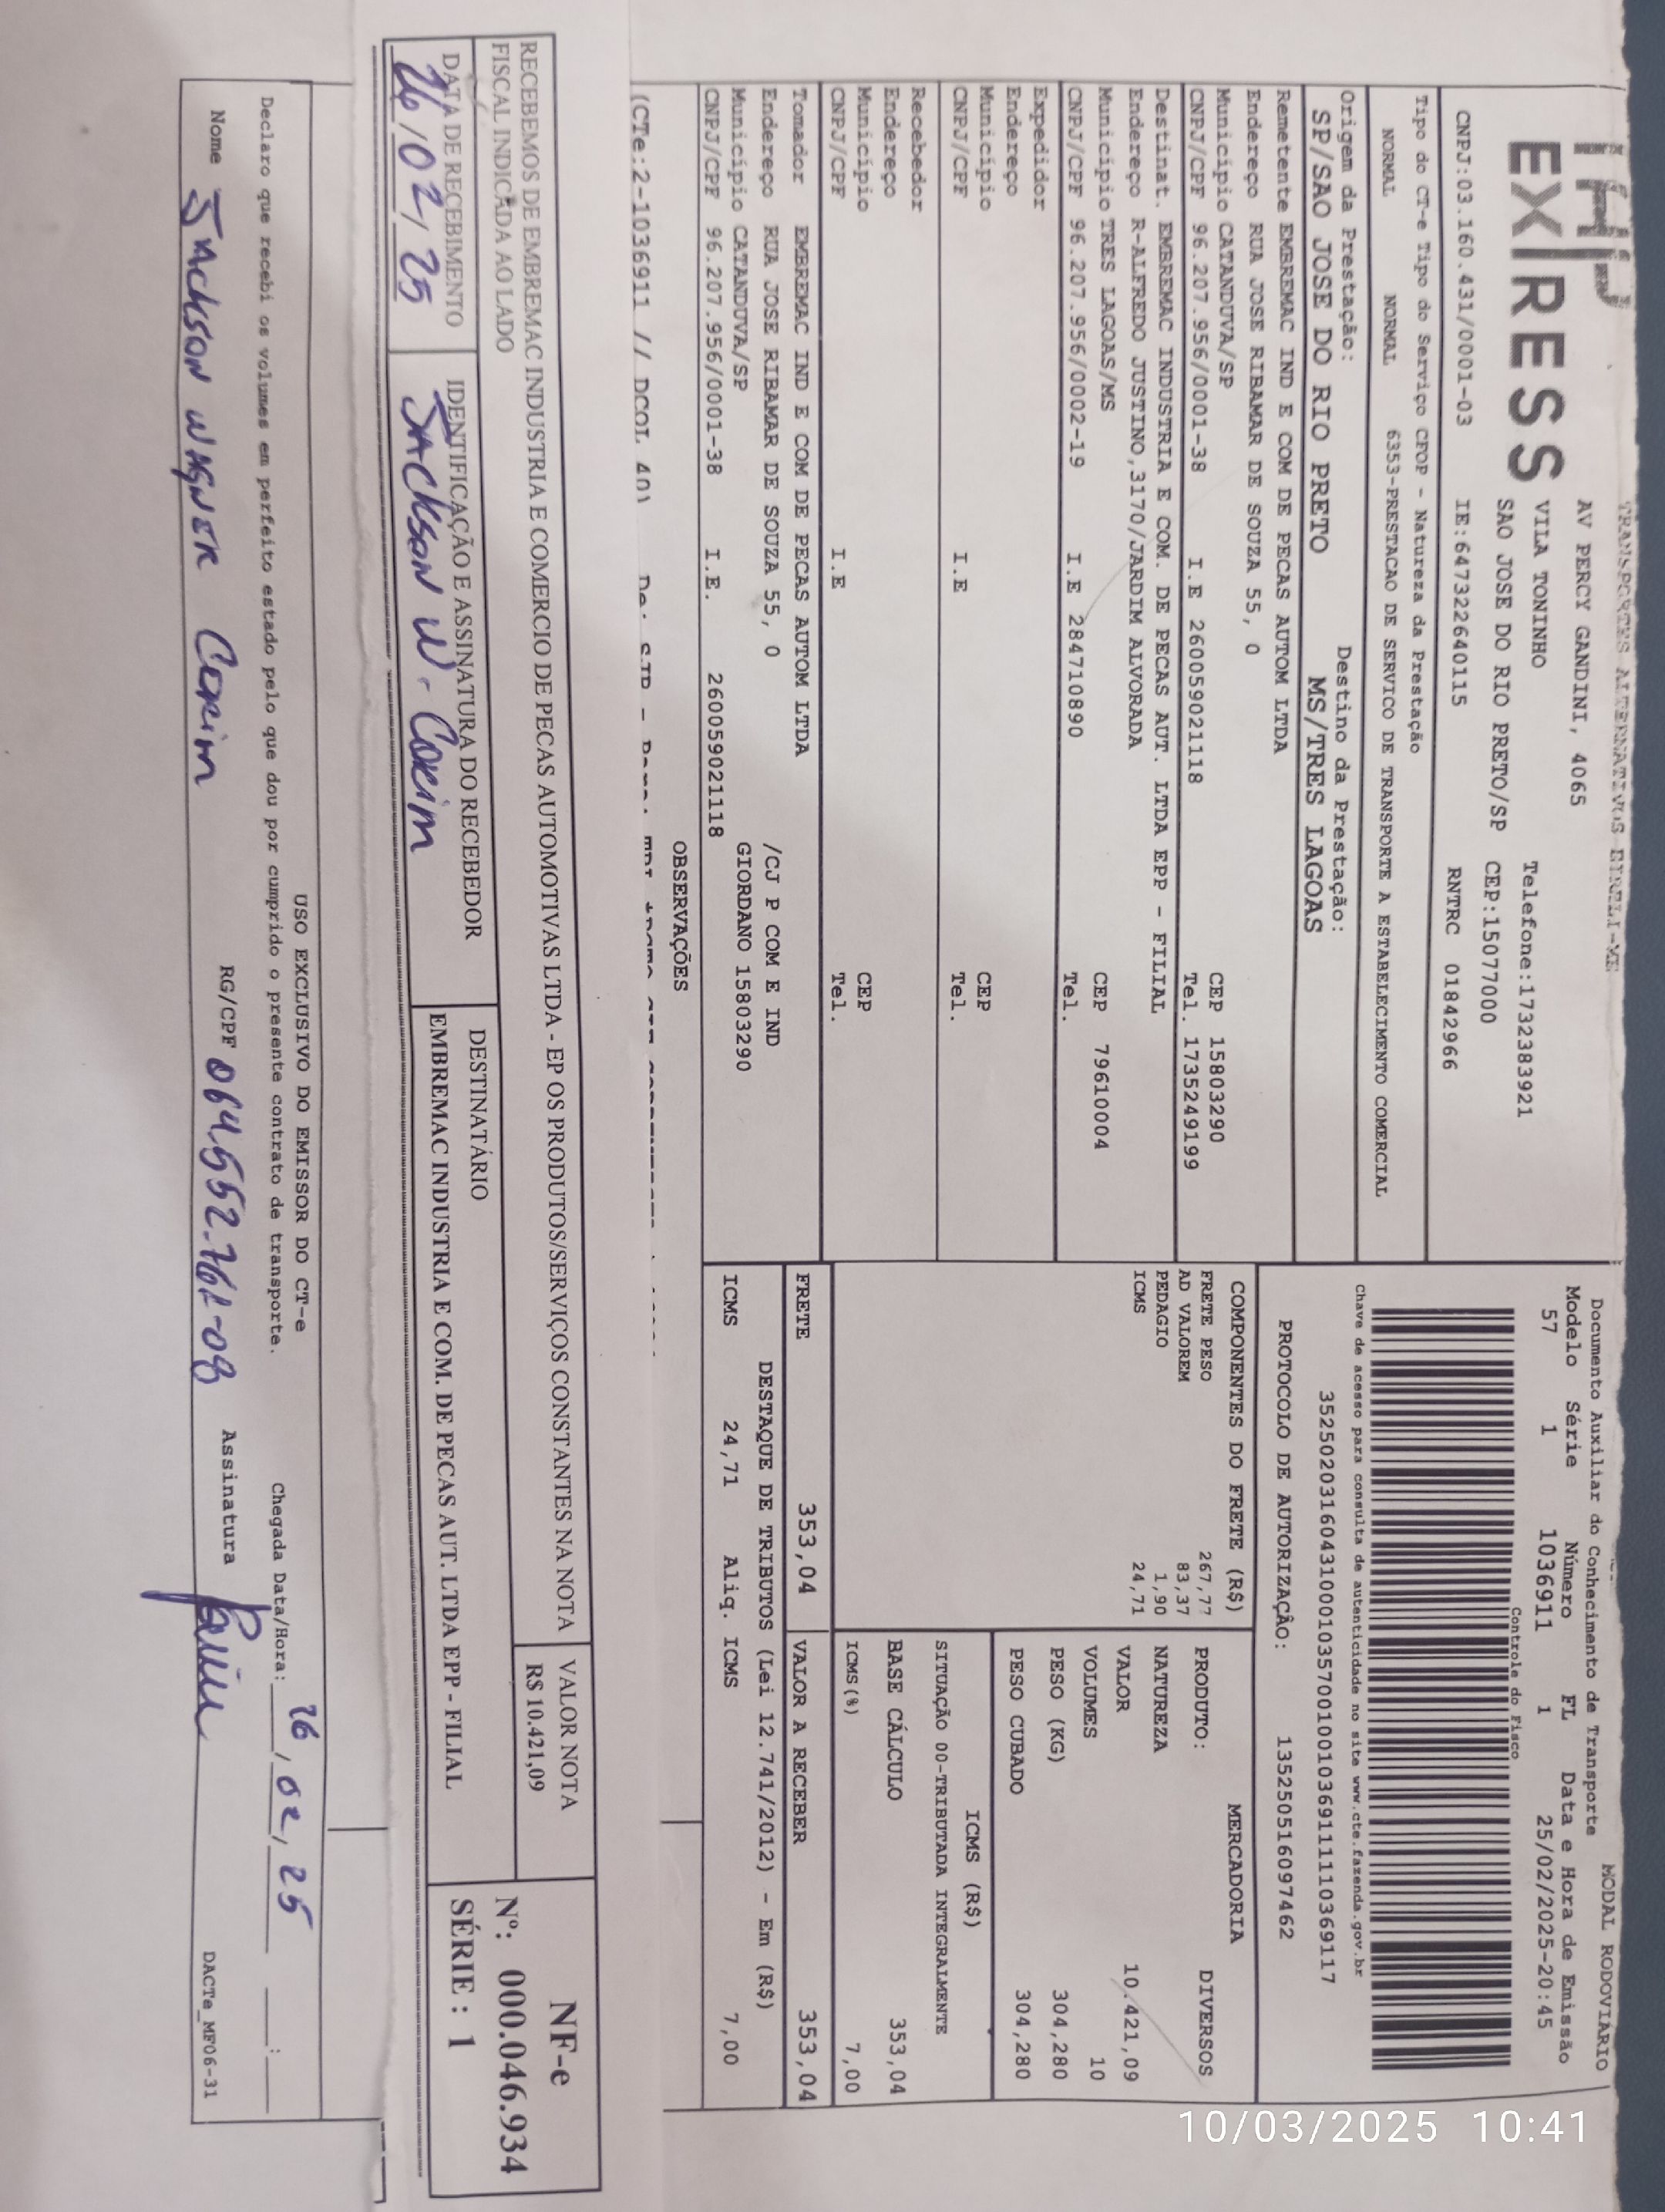 EXPRESS
TRANSPORTES ALTERNATIVOS EIRELI-ME
AV PERCY GANDINI, 4065
VILA TONINHO
Telefone:1732383921
SAO JOSE DO RIO PRETO/SP CEP:15077000
CNPJ:03.160.431/0001-03 IE:647322640115 RNTRC 01842966
Tipo do CT-e Tipo do Serviço CFOP - Natureza da Prestação
NORMAL NORMAL 6353-PRESTACAO DE SERVICO DE TRANSPORTE A ESTABELECIMENTO COMERCIAL
Origem da Prestação: Destino da Prestação:
SP/SAO JOSE DO RIO PRETO MS/TRES LAGOAS
Remetente EMBREMAC IND E COM DE PECAS AUTOM LTDA
Endereço RUA JOSE RIBAMAR DE SOUZA 55, 0
Município CATANDUVA/SP CEP 15803290
CNPJ/CPF 96.207.956/0001-38 I.E 260059021118 Tel. 1735249199
Destinat. EMBREMAC INDUSTRIA E COM. DE PECAS AUT. LTDA EPP - FILIAL
Endereço R-ALFREDO JUSTINO,3170/JARDIM ALVORADA
Município TRES LAGOAS/MS CEP 79610004
CNPJ/CPF 96.207.956/0002-19 I.E 284710890 Tel.
Expedidor
Endereço
Município CEP
CNPJ/CPF I.E Tel.
Recebedor
Endereço
Município CEP
CNPJ/CPF I.E Tel.
Tomador EMBREMAC IND E COM DE PECAS AUTOM LTDA
Endereço RUA JOSE RIBAMAR DE SOUZA 55, 0 /CJ P COM E IND
Município CATANDUVA/SP GIORDANO 15803290
CNPJ/CPF 96.207.956/0001-38 I.E. 260059021118
OBSERVAÇÕES
(CTe:2-1036911 // DCOL 40)
MODAL RODOVIÁRIO
Documento Auxiliar do Conhecimento de Transporte
Modelo Série Número FL Data e Hora de Emissão
57 1 1036911 1 25/02/2025-20:45
Controle do Fisco
Chave de acesso para consulta de autenticidade no site www.cte.fazenda.gov.br
35250203160431000103570010010369111110369117
PROTOCOLO DE AUTORIZAÇÃO: 135250516097462
COMPONENTES DO FRETE (R$)
FRETE PESO 267,77
AD VALOREM 83,37
PEDAGIO 1,90
ICMS 24,71
MERCADORIA
PRODUTO: DIVERSOS
NATUREZA
VALOR 10.421,09
VOLUMES 10
PESO (KG) 304,280
PESO CUBADO 304,280
ICMS (R$)
SITUAÇÃO 00-TRIBUTADA INTEGRALMENTE
BASE CÁLCULO 353,04
ICMS(%) 7,00
FRETE 353,04 VALOR A RECEBER 353,04
DESTAQUE DE TRIBUTOS (Lei 12.741/2012) - Em (R$)
ICMS 24,71 Aliq. ICMS 7,00
RECEBEMOS DE EMBREMAC INDUSTRIA E COMERCIO DE PECAS AUTOMOTIVAS LTDA - EP OS PRODUTOS/SERVIÇOS CONSTANTES NA NOTA
FISCAL INDICADA AO LADO
VALOR NOTA
R$ 10.421,09
NF-e
Nº: 000.046.934
SÉRIE : 1
DATA DE RECEBIMENTO IDENTIFICAÇÃO E ASSINATURA DO RECEBEDOR DESTINATÁRIO
26/02/25 Jackson W. Corim EMBREMAC INDUSTRIA E COM. DE PECAS AUT. LTDA EPP - FILIAL
USO EXCLUSIVO DO EMISSOR DO CT-e
Declaro que recebi os volumes em perfeito estado pelo que dou por cumprido o presente contrato de transporte. Chegada Data/Hora: 26/02/25
Nome Jackson Wagner Corim RG/CPF 064.552.762-08 Assinatura
DACTe_MF06-31
10/03/2025 10:41